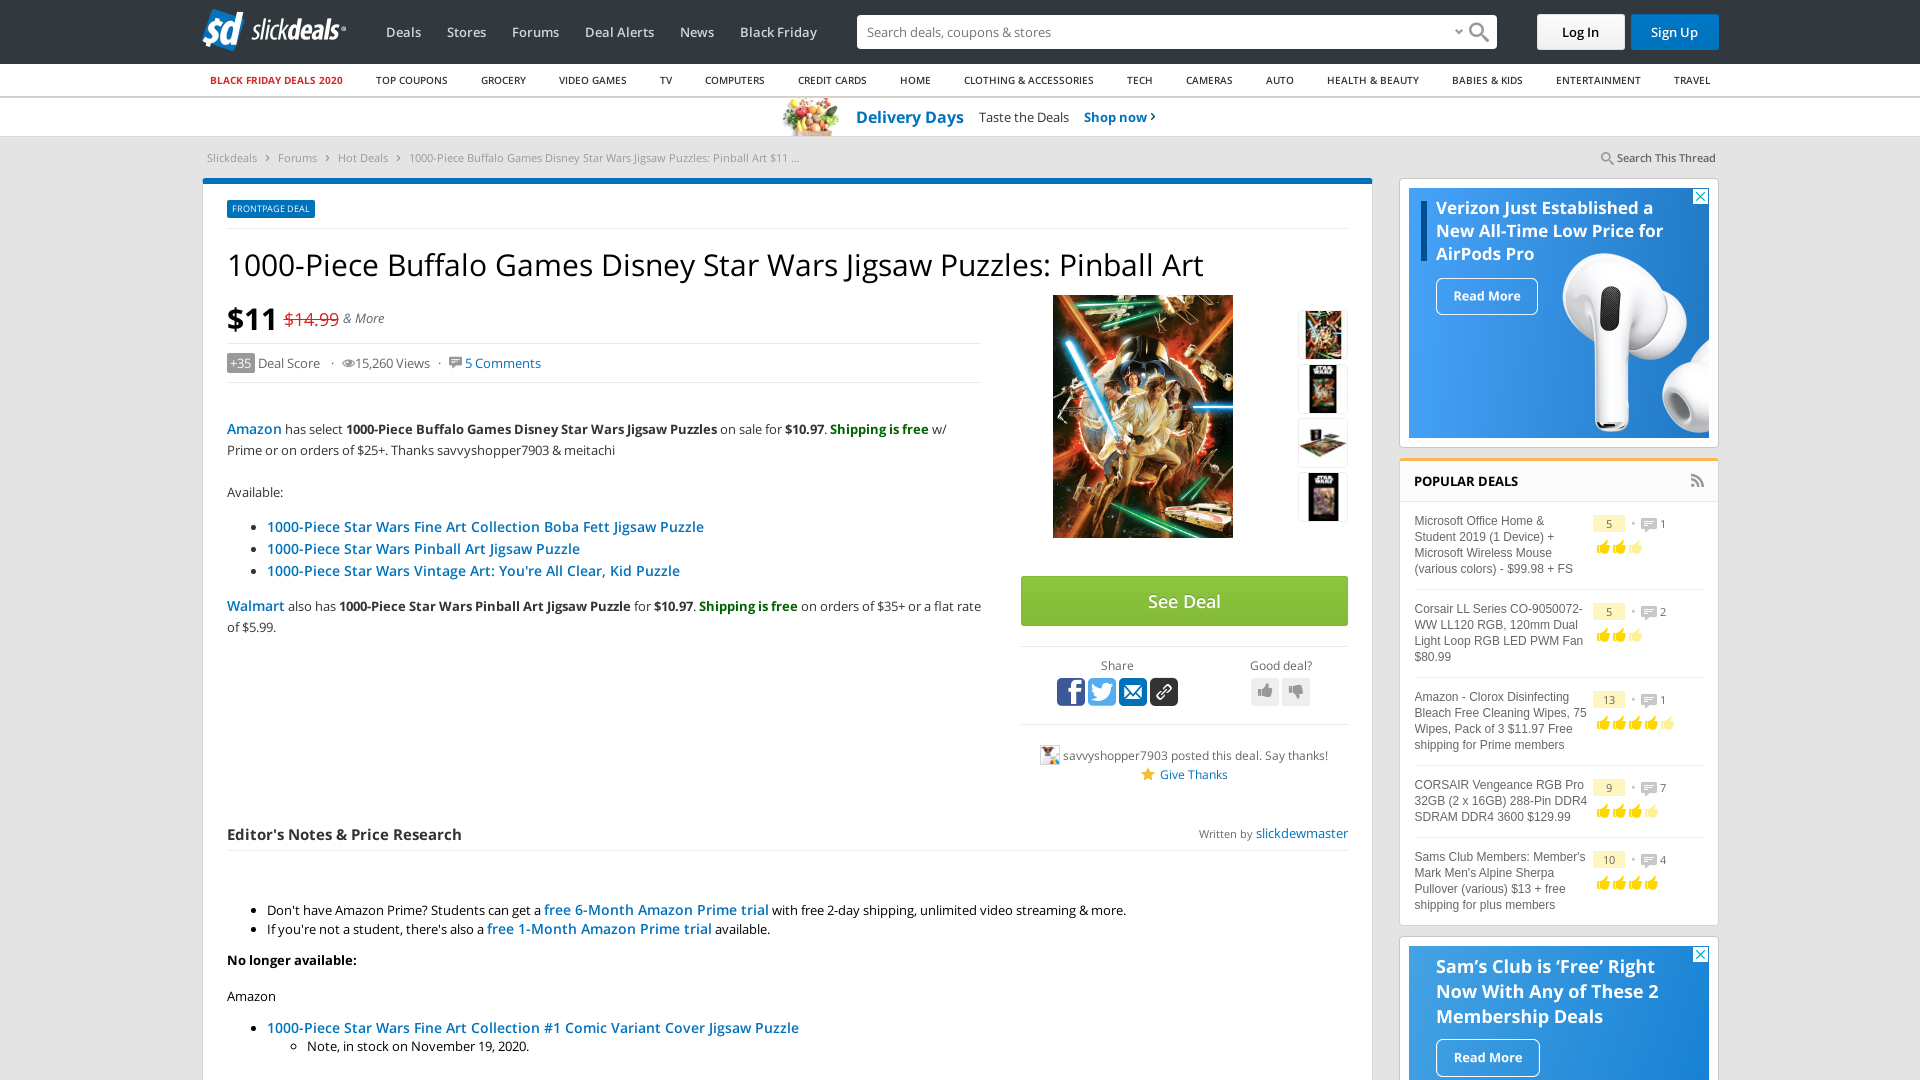 slickdeals
Deals
Stores
Forums
Deal Alerts
News
Black Friday
Search deals, coupons & stores
Log In
Sign Up
BLACK FRIDAY DEALS 2020
TOP COUPONS
GROCERY
VIDEO GAMES
TV
COMPUTERS
CREDIT CARDS
HOME
CLOTHING & ACCESSORIES
TECH
CAMERAS
AUTO
HEALTH & BEAUTY
BABIES & KIDS
ENTERTAINMENT
TRAVEL
Delivery Days Taste the Deals Shop now ›
Slickdeals › Forums › Hot Deals › 1000-Piece Buffalo Games Disney Star Wars Jigsaw Puzzles: Pinball Art $11 ...
Search This Thread
FRONTPAGE DEAL
1000-Piece Buffalo Games Disney Star Wars Jigsaw Puzzles: Pinball Art
$11 $14.99 & More
+35 Deal Score · 15,260 Views · 5 Comments
Amazon has select 1000-Piece Buffalo Games Disney Star Wars Jigsaw Puzzles on sale for $10.97. Shipping is free w/
Prime or on orders of $25+. Thanks savvyshopper7903 & meitachi
Available:
1000-Piece Star Wars Fine Art Collection Boba Fett Jigsaw Puzzle
1000-Piece Star Wars Pinball Art Jigsaw Puzzle
1000-Piece Star Wars Vintage Art: You're All Clear, Kid Puzzle
Walmart also has 1000-Piece Star Wars Pinball Art Jigsaw Puzzle for $10.97. Shipping is free on orders of $35+ or a flat rate
of $5.99.
See Deal
Share
Good deal?
savvyshopper7903 posted this deal. Say thanks!
Give Thanks
Editor's Notes & Price Research
Written by slickdewmaster
Don't have Amazon Prime? Students can get a free 6-Month Amazon Prime trial with free 2-day shipping, unlimited video streaming & more.
If you're not a student, there's also a free 1-Month Amazon Prime trial available.
No longer available:
Amazon
1000-Piece Star Wars Fine Art Collection #1 Comic Variant Cover Jigsaw Puzzle
Note, in stock on November 19, 2020.
Verizon Just Established a
New All-Time Low Price for
AirPods Pro
Read More
POPULAR DEALS
Microsoft Office Home &
Student 2019 (1 Device) +
Microsoft Wireless Mouse
(various colors) - $99.98 + FS
5 • 1
Corsair LL Series CO-9050072-
WW LL120 RGB, 120mm Dual
Light Loop RGB LED PWM Fan
$80.99
5 • 2
Amazon - Clorox Disinfecting
Bleach Free Cleaning Wipes, 75
Wipes, Pack of 3 $11.97 Free
shipping for Prime members
13 • 1
CORSAIR Vengeance RGB Pro
32GB (2 x 16GB) 288-Pin DDR4
SDRAM DDR4 3600 $129.99
9 • 7
Sams Club Members: Member's
Mark Men's Alpine Sherpa
Pullover (various) $13 + free
shipping for plus members
10 • 4
Sam’s Club is ‘Free’ Right
Now With Any of These 2
Membership Deals
Read More